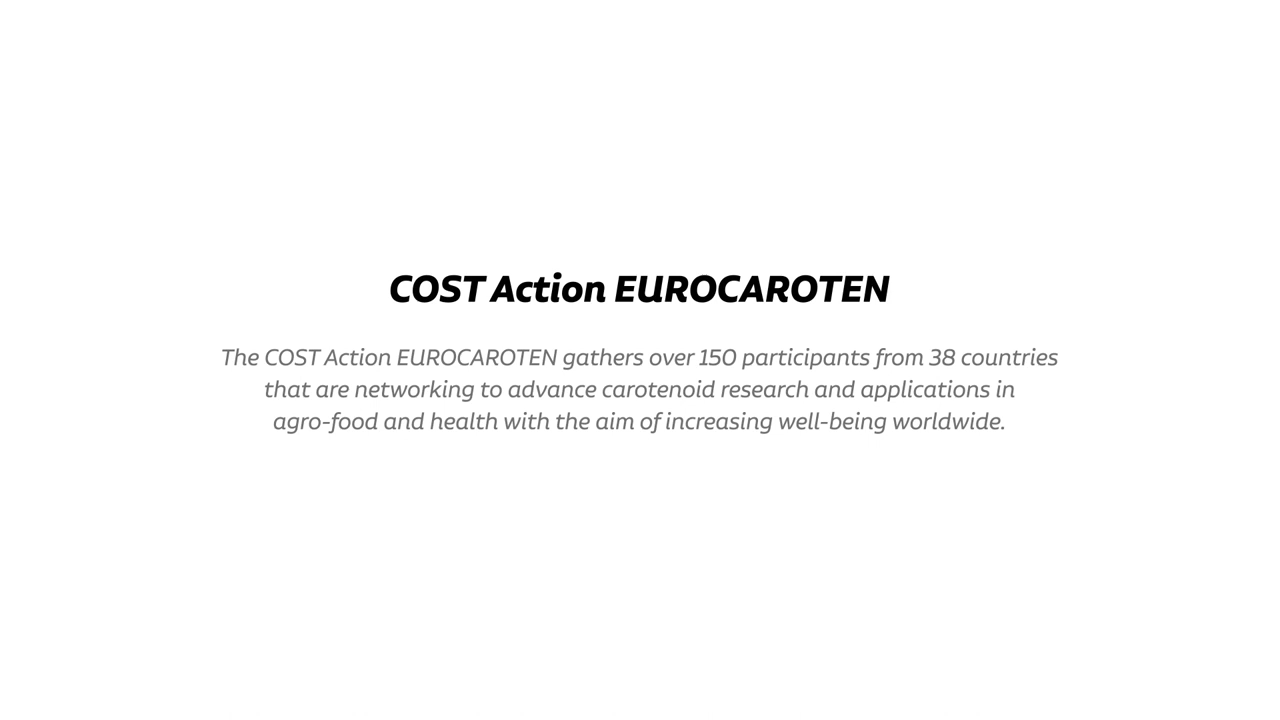 COST Action EUROCAROTEN
The COST Action EUROCAROTEN gathers over 150 participants from 38 countries
that are networking to advance carotenoid research and applications in
agro-food and health with the aim of increasing well-being worldwide.